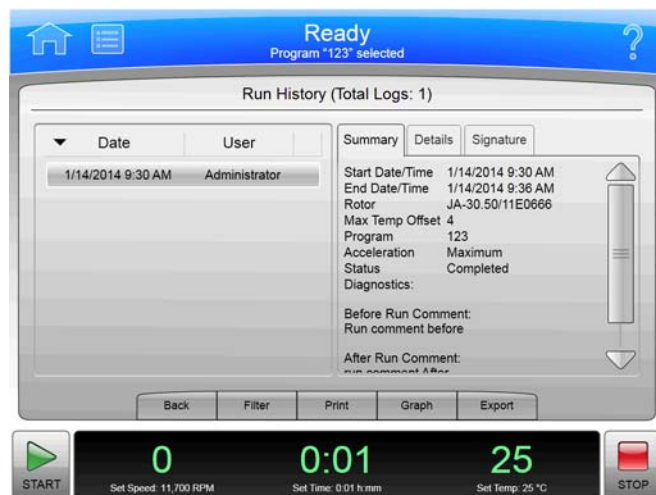 Ready
Program "123" selected
?
Run History (Total Logs: 1)
Date User
1/14/2014 9:30 AM Administrator
Summary Details Signature
Start Date/Time 1/14/2014 9:30 AM
End Date/Time 1/14/2014 9:36 AM
Rotor JA-30.50/11E0666
Max Temp Offset 4
Program 123
Acceleration Maximum
Status Completed
Diagnostics:
Before Run Comment:
Run comment before
After Run Comment:
run comment After
Back Filter Print Graph Export
START
0
Set Speed: 11,700 RPM
0:01
Set Time: 0:01 h:mm
25
Set Temp: 25 °C
STOP